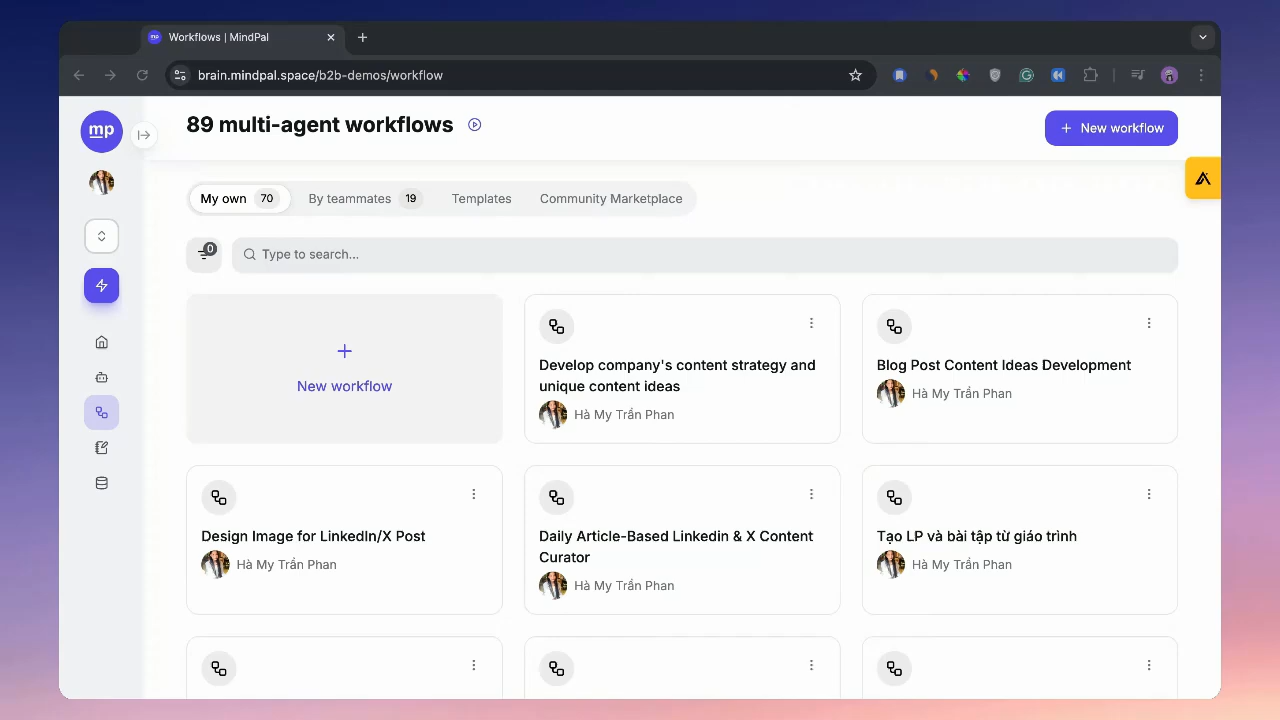 Workflows | MindPal
brain.mindpal.space/b2b-demos/workflow
mp
89 multi-agent workflows
New workflow
My own 70 By teammates 19 Templates Community Marketplace
0 Type to search...
New workflow
Develop company's content strategy and
unique content ideas
Hà My Trần Phan
Blog Post Content Ideas Development
Hà My Trần Phan
Design Image for LinkedIn/X Post
Hà My Trần Phan
Daily Article-Based Linkedin & X Content
Curator
Hà My Trần Phan
Tạo LP và bài tập từ giáo trình
Hà My Trần Phan